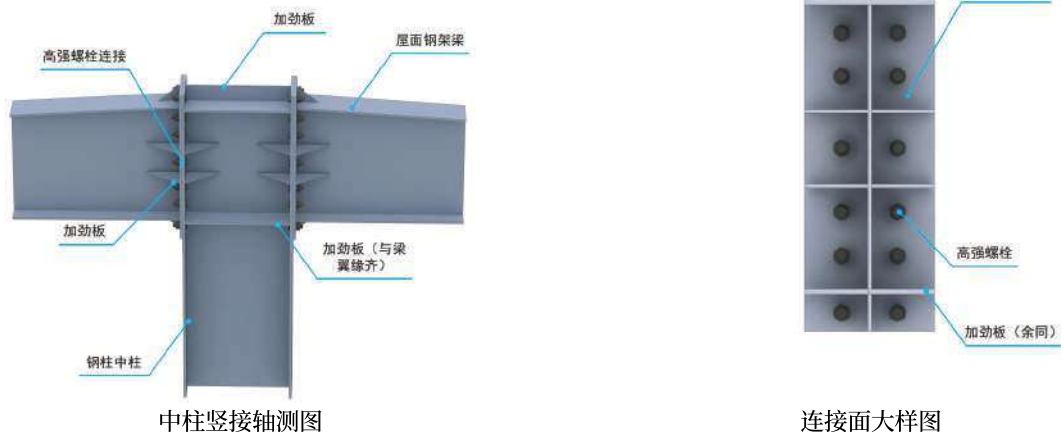 加劲板
屋面钢架梁
高强螺栓连接
加劲板
加劲板（与梁
翼缘齐）
钢柱中柱
中柱竖接轴测图
高强螺栓
加劲板（余同）
连接面大样图